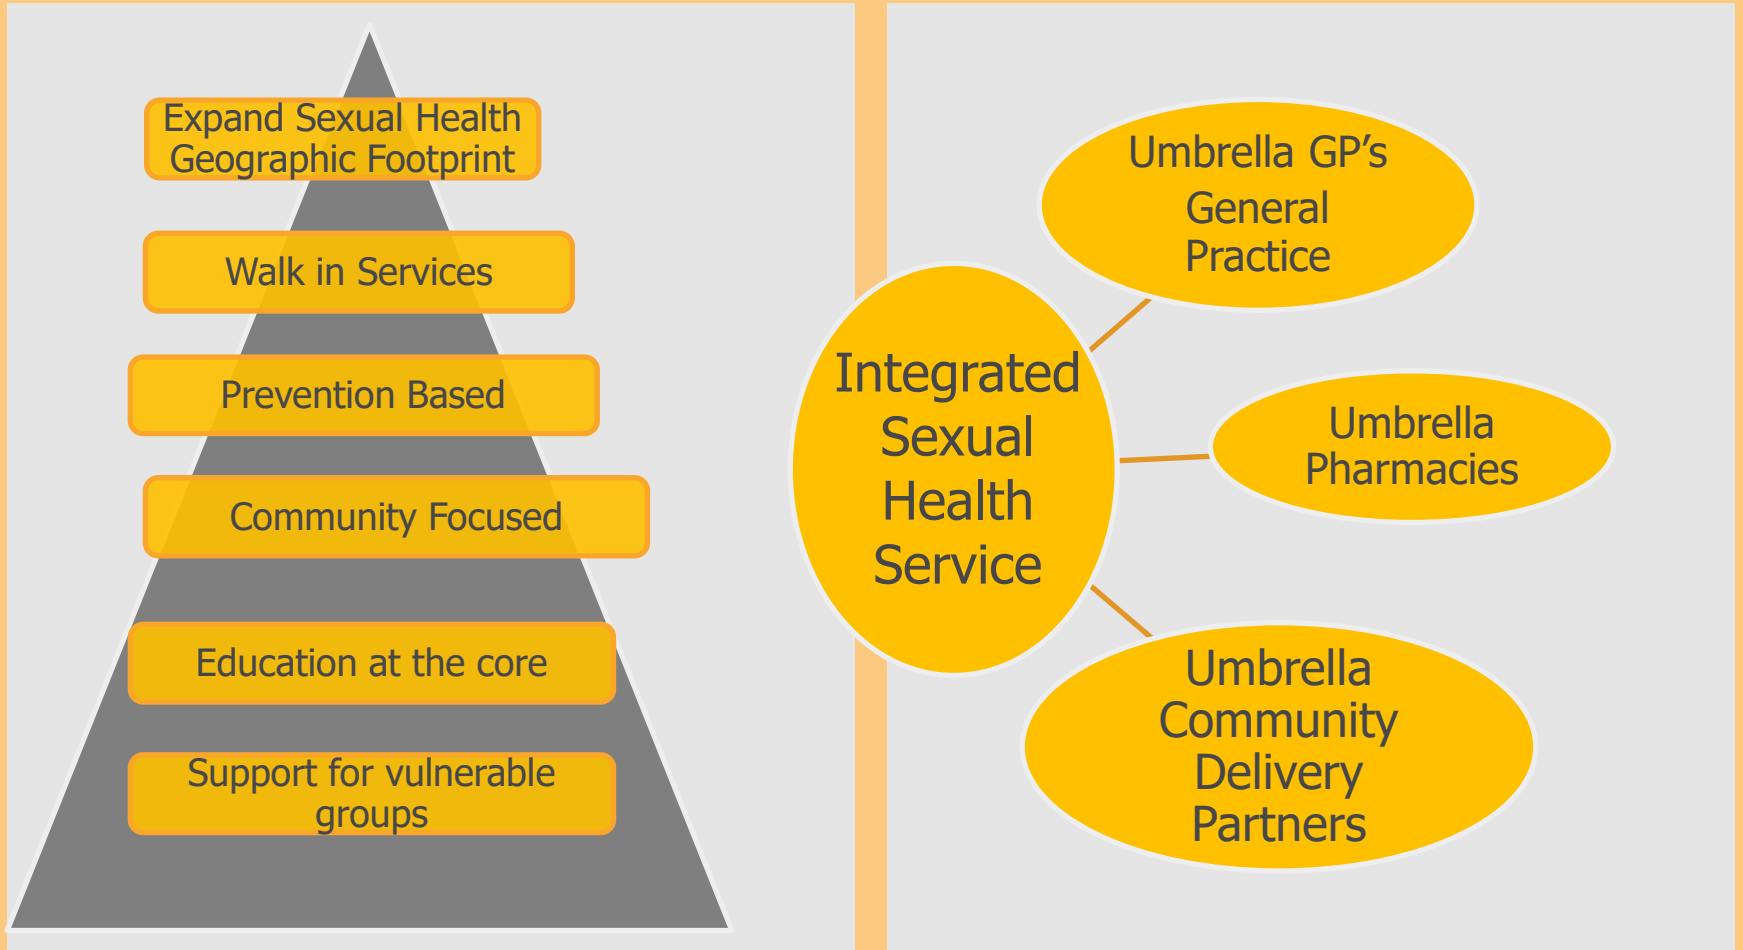 Expand Sexual Health
Geographic Footprint
Walk in Services
Prevention Based
Community Focused
Education at the core
Support for vulnerable
groups
Integrated
Sexual
Health
Service
Umbrella GP’s
General
Practice
Umbrella
Pharmacies
Umbrella
Community
Delivery
Partners